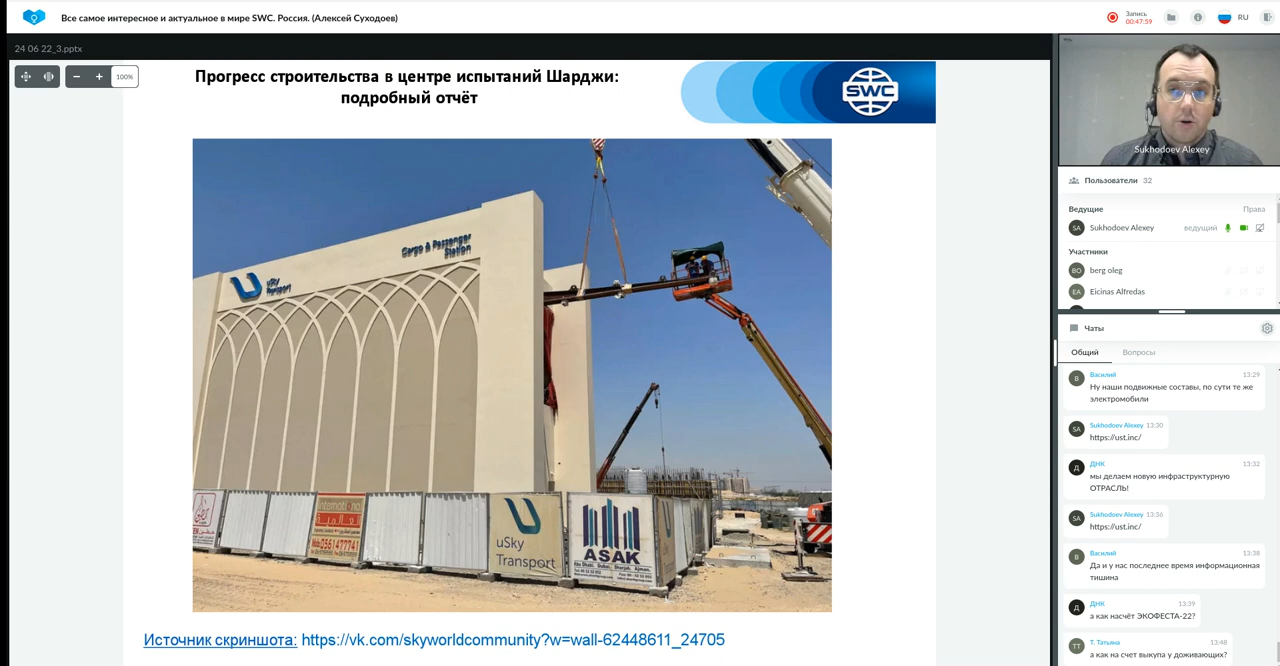 Все самое интересное и актуальное в мире SWC. Россия. (Алексей Суходоев)
Запись
00:47:59
RU
24 06 22_3.pptx
100%
Прогресс строительства в центре испытаний Шарджи:
подробный отчёт
SWC
uSky
Transport
Cargo & Passenger
Station
uSky
Transport
ASAK
Источник скриншота: https://vk.com/skyworldcommunity?w=wall-62448611_24705
Sukhodoev Alexey
Пользователи 32
Ведущие
Права
SA
Sukhodoev Alexey
ведущий
Участники
BO
berg oleg
EA
Eicinas Alfredas
Чаты
Общий
Вопросы
В
Василий
13:29
Ну наши подвижные составы, по сути те же
электромобили
SA
Sukhodoev Alexey 13:30
https://ust.inc/
Д
ДНК
13:32
мы делаем новую инфраструктурную
ОТРАСЛЬ!
SA
Sukhodoev Alexey 13:36
https://ust.inc/
В
Василий
13:38
Да и у нас последнее время информационная
тишина
Д
ДНК
13:39
а как насчёт ЭКОФЕСТА-22?
ТТ
Т. Татьяна
13:48
а как на счет выкупа у доживающих?